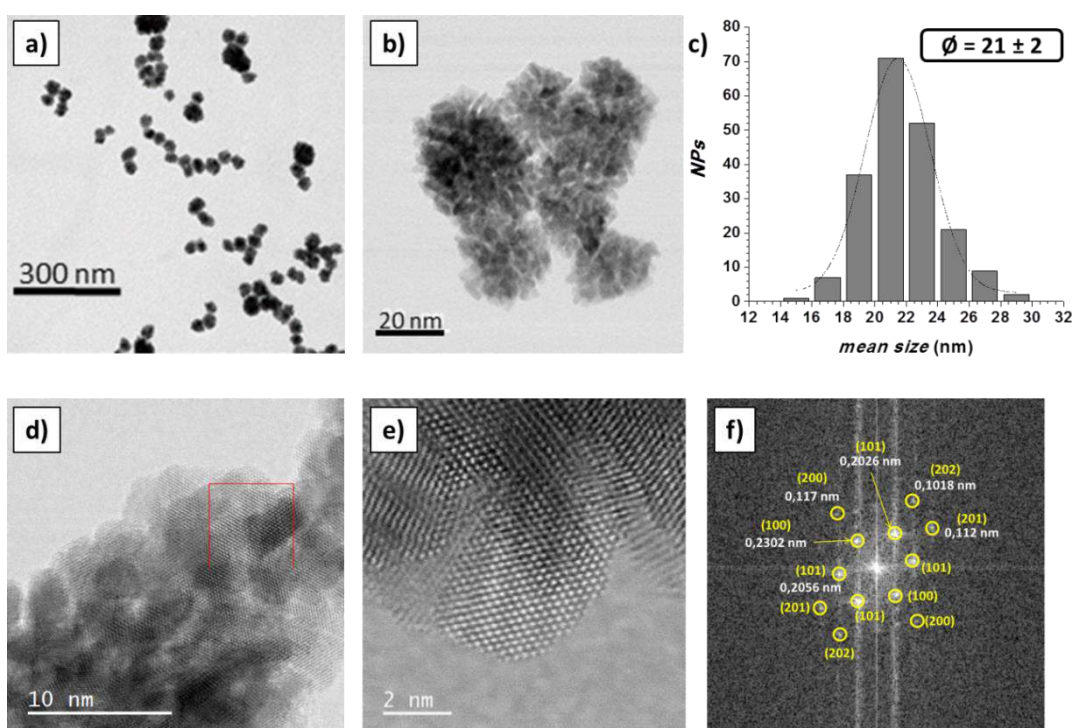 a)
300 nm
b)
20 nm
c)
Ø = 21 ± 2
NPs
80
70
60
50
40
30
20
10
0
12 14 16 18 20 22 24 26 28 30 32
mean size (nm)
d)
10 nm
e)
2 nm
f)
(101)
0,2026 nm
(200)
0,117 nm
(202)
0,1018 nm
(100)
0,2302 nm
(201)
0,112 nm
(101)
0,2056 nm
(101)
(201)
(101)
(100)
(200)
(202)